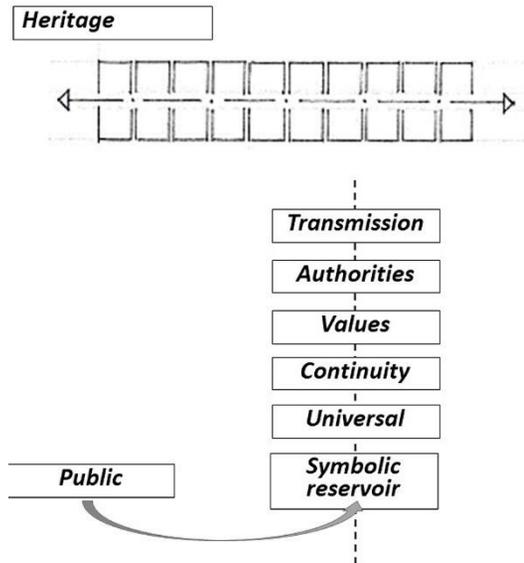 Heritage
Transmission
Authorities
Values
Continuity
Universal
Symbolic
reservoir
Public